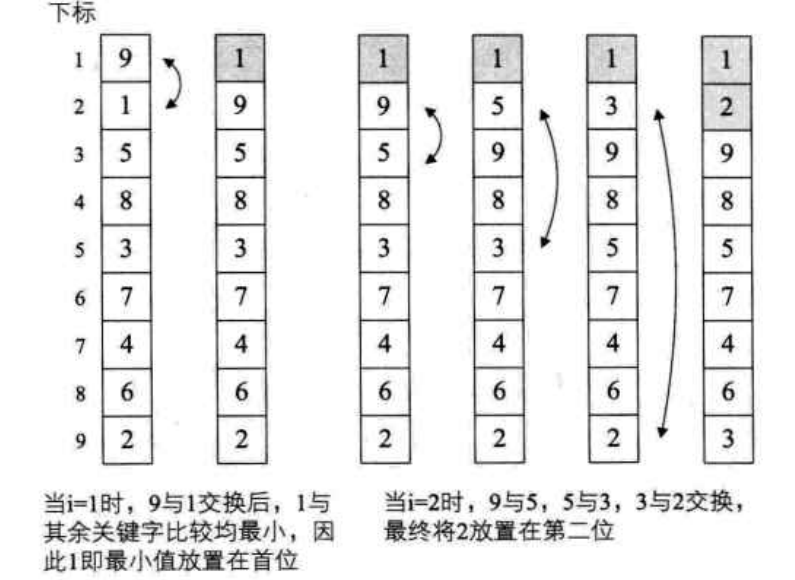 下标
1 9 1 1 1 1 1
2 1 9 9 5 3 2
3 5 5 5 9 9 9
4 8 8 8 8 8 8
5 3 3 3 3 5 5
6 7 7 7 7 7 7
7 4 4 4 4 4 4
8 6 6 6 6 6 6
9 2 2 2 2 2 3
当i=1时，9与1交换后，1与
其余关键字比较均最小，因
此1即最小值放置在首位
当i=2时，9与5，5与3，3与2交换，
最终将2放置在第二位